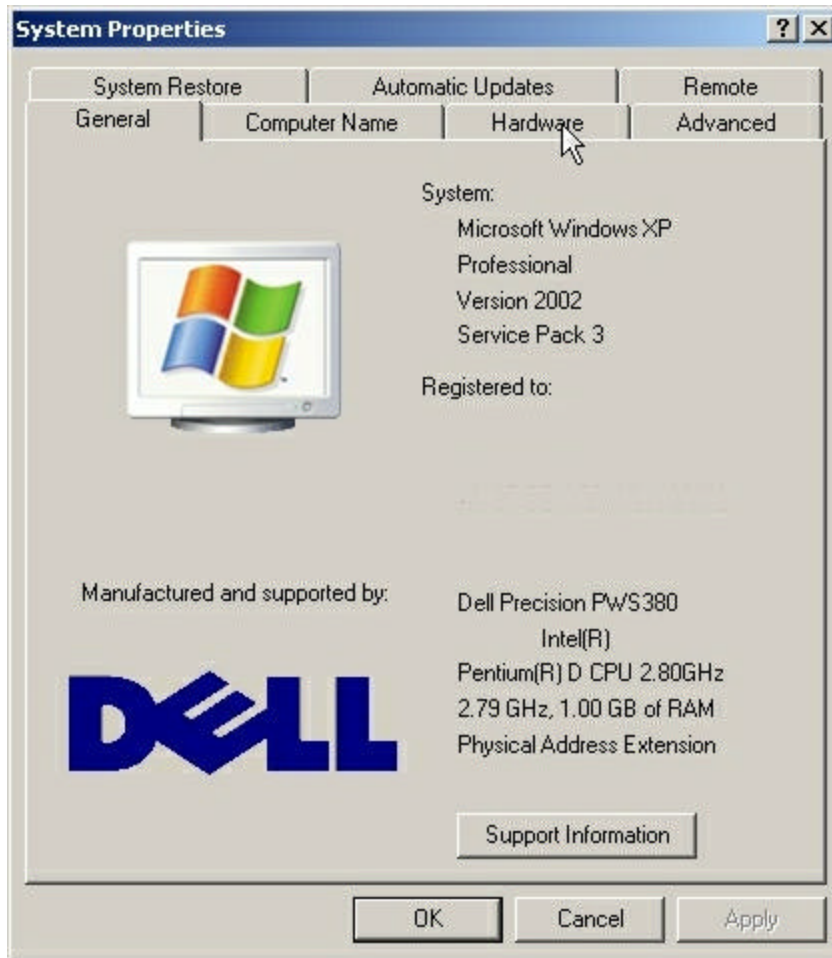 System Properties
System Restore
Automatic Updates
Remote
General
Computer Name
Hardware
Advanced
System:
Microsoft Windows XP
Professional
Version 2002
Service Pack 3
Registered to:
Manufactured and supported by:
DELL
Dell Precision PWS380
Intel(R)
Pentium(R) D CPU 2.80GHz
2.79 GHz, 1.00 GB of RAM
Physical Address Extension
Support Information
OK
Cancel
Apply